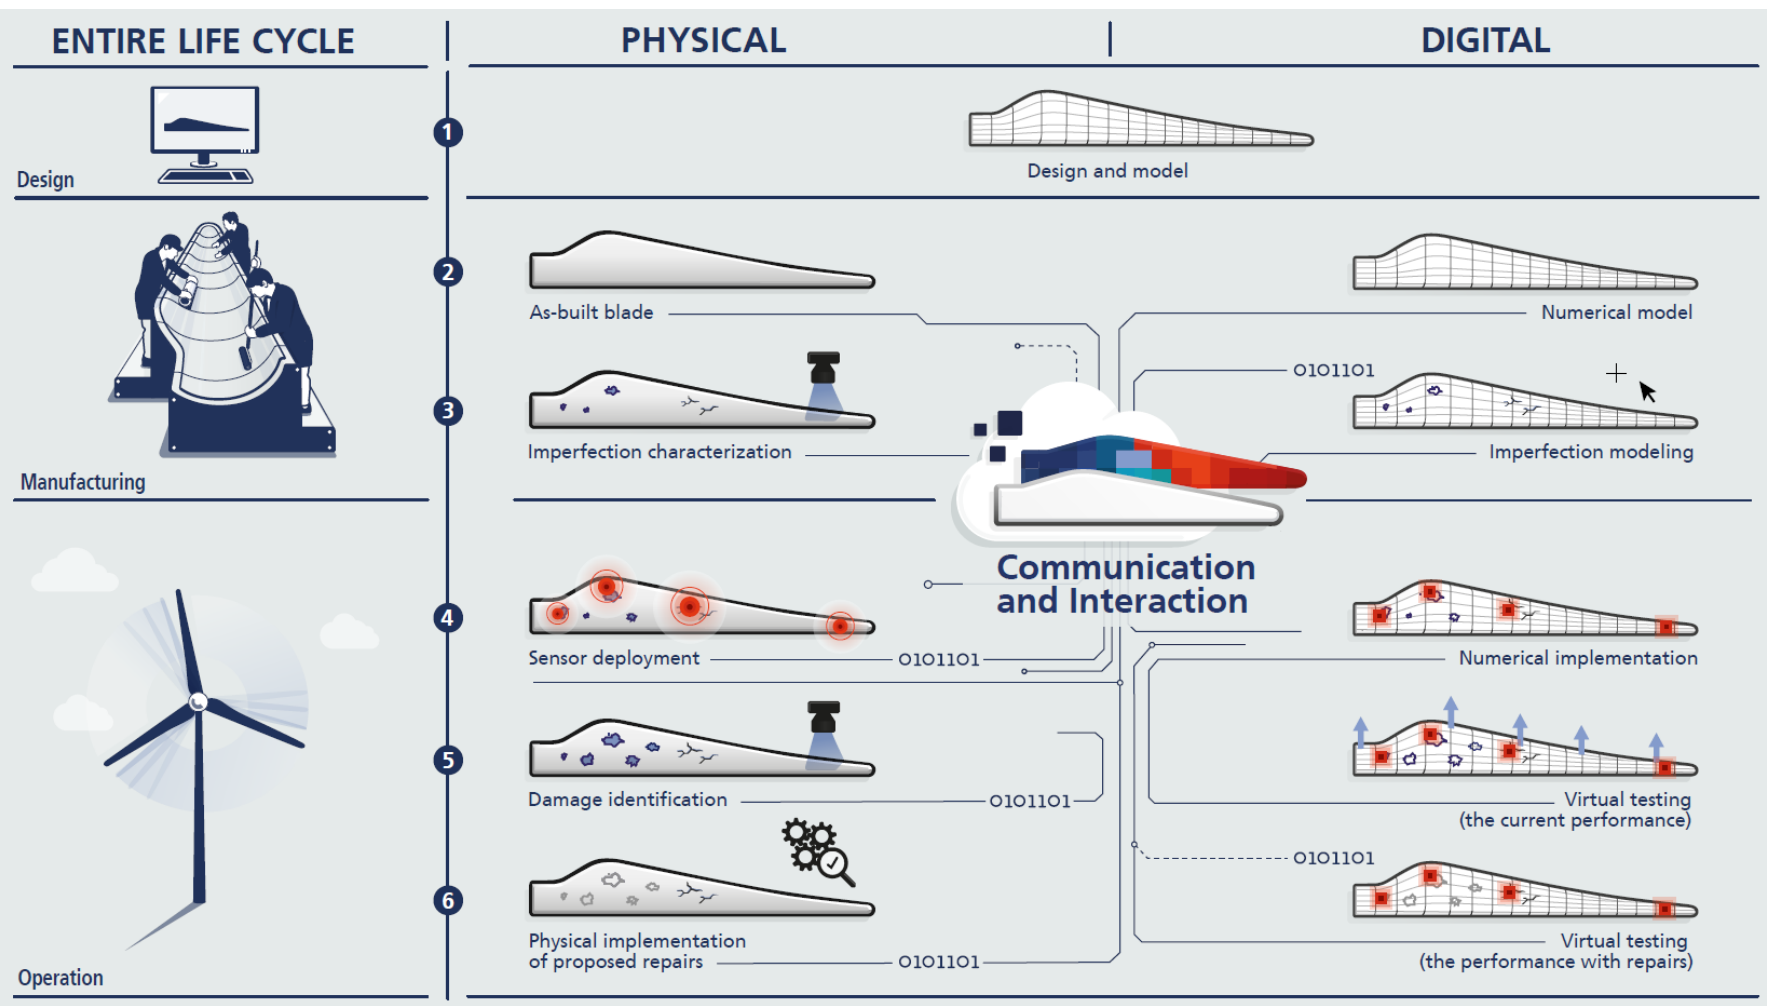 ENTIRE LIFE CYCLE
PHYSICAL
DIGITAL
1
Design and model
Design
2
As-built blade
Numerical model
0101101
3
Imperfection characterization
Imperfection modeling
Manufacturing
Communication
and Interaction
4
Sensor deployment
0101101
Numerical implementation
5
Damage identification
0101101
Virtual testing
(the current performance)
0101101
6
Physical implementation
of proposed repairs
0101101
Virtual testing
(the performance with repairs)
Operation